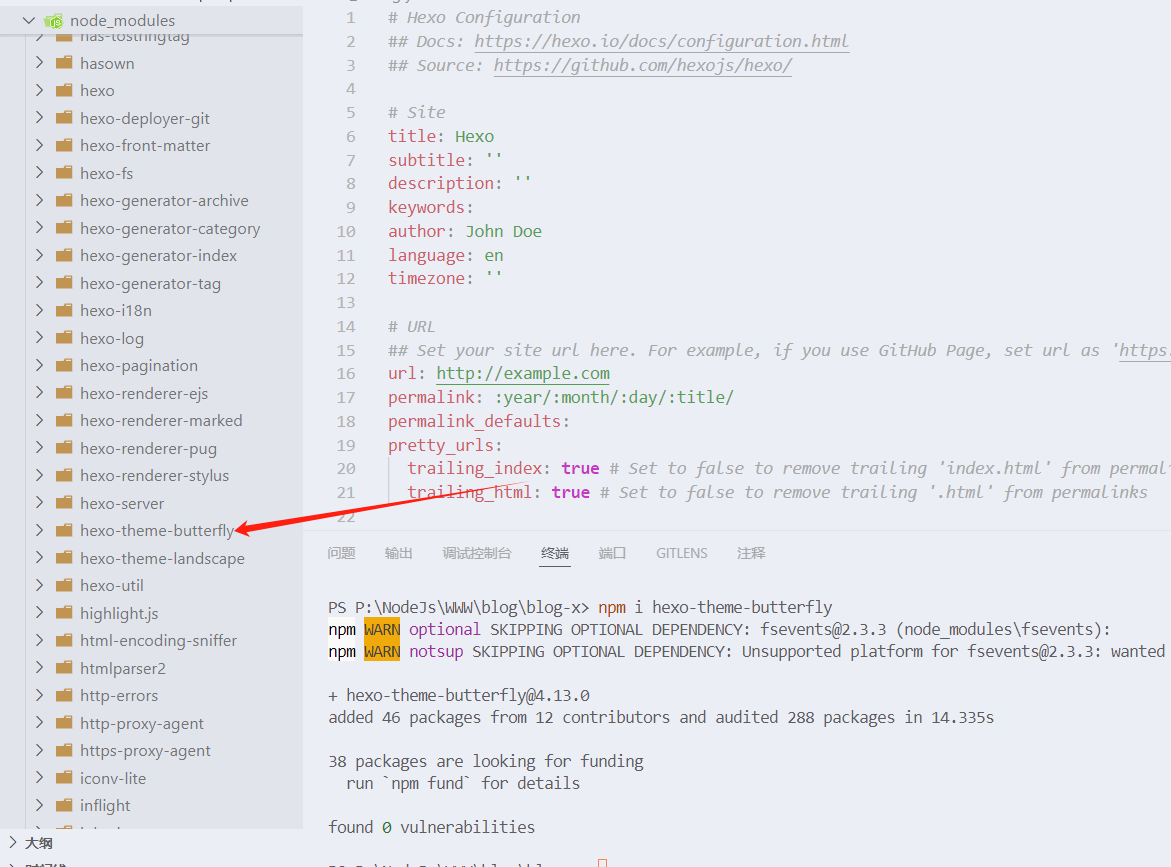 node_modules
has-tostringtag
hasown
hexo
hexo-deployer-git
hexo-front-matter
hexo-fs
hexo-generator-archive
hexo-generator-category
hexo-generator-index
hexo-generator-tag
hexo-i18n
hexo-log
hexo-pagination
hexo-renderer-ejs
hexo-renderer-marked
hexo-renderer-pug
hexo-renderer-stylus
hexo-server
hexo-theme-butterfly
hexo-theme-landscape
hexo-util
highlight.js
html-encoding-sniffer
htmlparser2
http-errors
http-proxy-agent
https-proxy-agent
iconv-lite
inflight
大纲
1 # Hexo Configuration
2 ## Docs: https://hexo.io/docs/configuration.html
3 ## Source: https://github.com/hexojs/hexo/
4
5 # Site
6 title: Hexo
7 subtitle: ''
8 description: ''
9 keywords:
10 author: John Doe
11 language: en
12 timezone: ''
13
14 # URL
15 ## Set your site url here. For example, if you use GitHub Page, set url as 'https:
16 url: http://example.com
17 permalink: :year/:month/:day/:title/
18 permalink_defaults:
19 pretty_urls:
20 trailing_index: true # Set to false to remove trailing 'index.html' from permali
21 trailing_html: true # Set to false to remove trailing '.html' from permalinks
22
问题 输出 调试控制台 终端 端口 GITLENS 注释
PS P:\NodeJs\WWW\blog\blog-x> npm i hexo-theme-butterfly
npm WARN optional SKIPPING OPTIONAL DEPENDENCY: fsevents@2.3.3 (node_modules\fsevents):
npm WARN notsup SKIPPING OPTIONAL DEPENDENCY: Unsupported platform for fsevents@2.3.3: wanted
+ hexo-theme-butterfly@4.13.0
added 46 packages from 12 contributors and audited 288 packages in 14.335s
38 packages are looking for funding
run `npm fund` for details
found 0 vulnerabilities